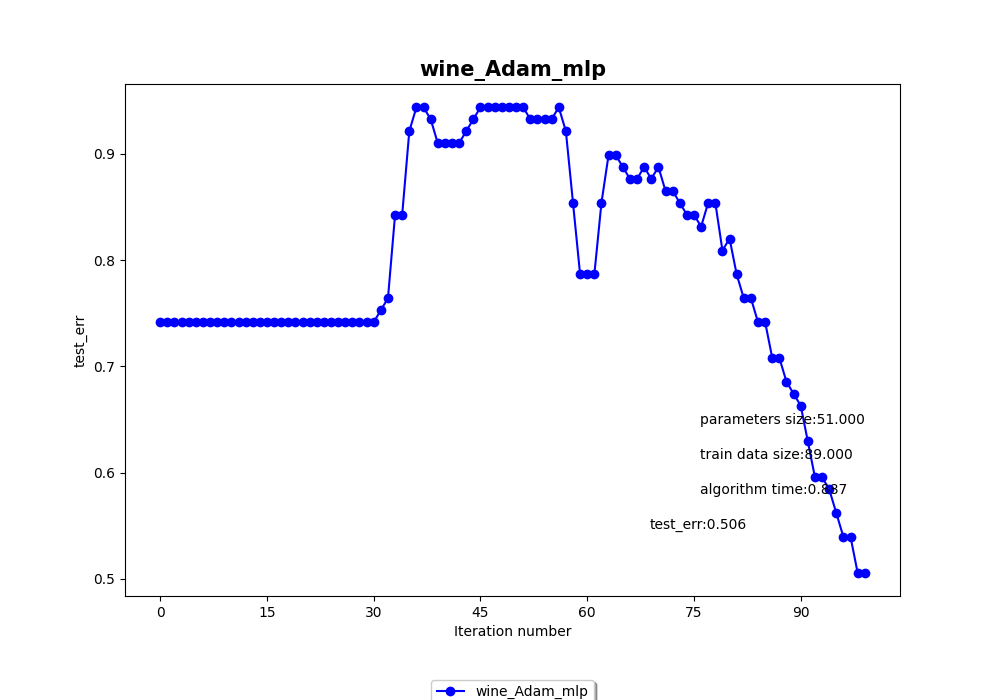 wine_Adam_mlp
0.9
0.8
0.7
0.6
0.5
test_err
parameters size:51.000
train data size:89.000
algorithm time:0.887
test_err:0.506
0 15 30 45 60 75 90
Iteration number
wine_Adam_mlp